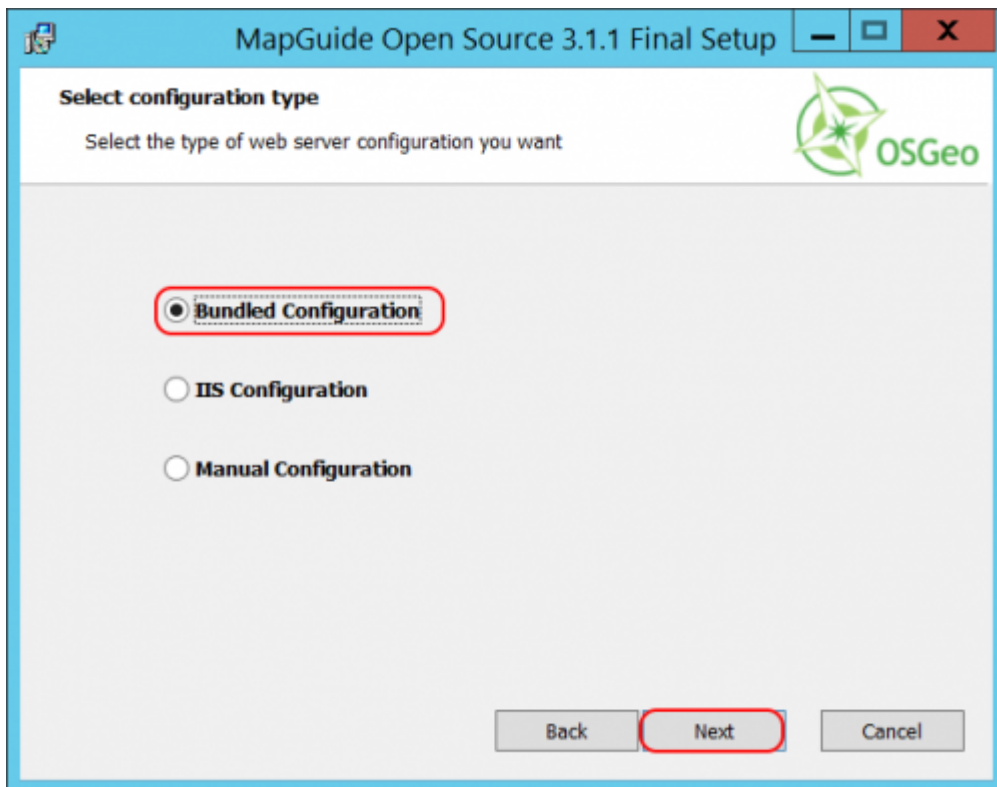 MapGuide Open Source 3.1.1 Final Setup
Select configuration type
Select the type of web server configuration you want
OSGeo
Bundled Configuration
IIS Configuration
Manual Configuration
Back Next Cancel